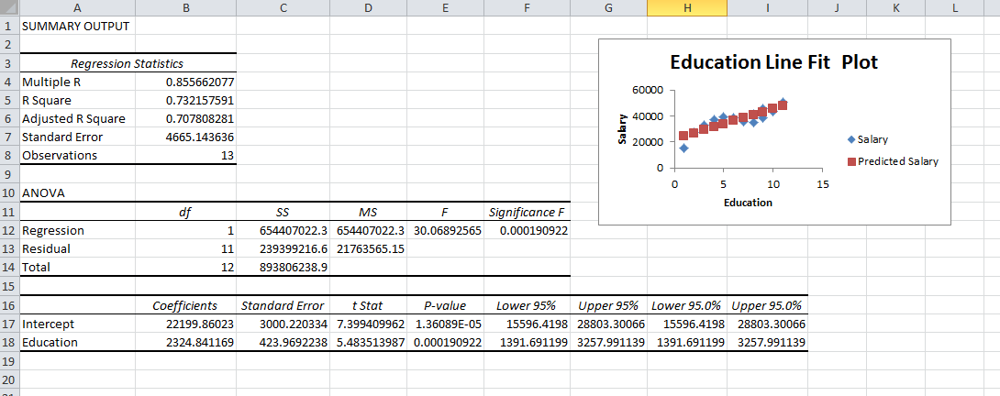 A B C D E F G H I J K L
1 SUMMARY OUTPUT
2
3 Regression Statistics
4 Multiple R 0.855662077
5 R Square 0.732157591
6 Adjusted R Square 0.707808281
7 Standard Error 4665.143636
8 Observations 13
9
10 ANOVA
11 df SS MS F Significance F
12 Regression 1 654407022.3 654407022.3 30.06892565 0.000190922
13 Residual 11 239399216.6 21763565.15
14 Total 12 893806238.9
15
16 Coefficients Standard Error t Stat P-value Lower 95% Upper 95% Lower 95.0% Upper 95.0%
17 Intercept 22199.86023 3000.220334 7.399409962 1.36089E-05 15596.4198 28803.30066 15596.4198 28803.30066
18 Education 2324.841169 423.9692238 5.483513987 0.000190922 1391.691199 3257.991139 1391.691199 3257.991139
19
20
Education Line Fit Plot
60000
40000
20000
0
Salary
0 5 10 15
Education
Salary
Predicted Salary